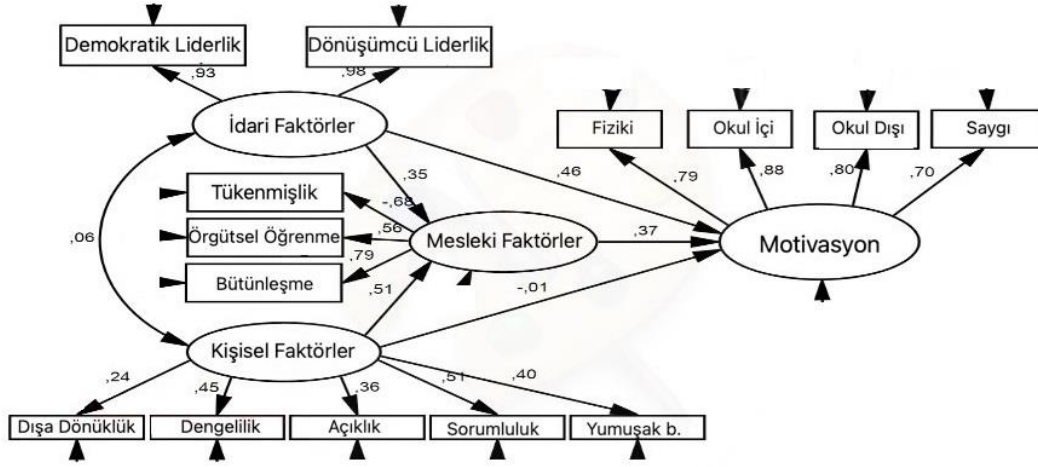 Demokratik Liderlik
Dönüşümcü Liderlik
,93
,98
İdari Faktörler
Fiziki
Okul İçi
Okul Dışı
Saygı
,79
,88
,80
,70
,46
,35
Tükenmişlik
-,68
Örgütsel Öğrenme
,56
Mesleki Faktörler
,37
Motivasyon
,06
,79
Bütünleşme
,51
-,01
Kişisel Faktörler
,24
,45
,36
,51
,40
Dışa Dönüklük
Dengelilik
Açıklık
Sorumluluk
Yumuşak b.